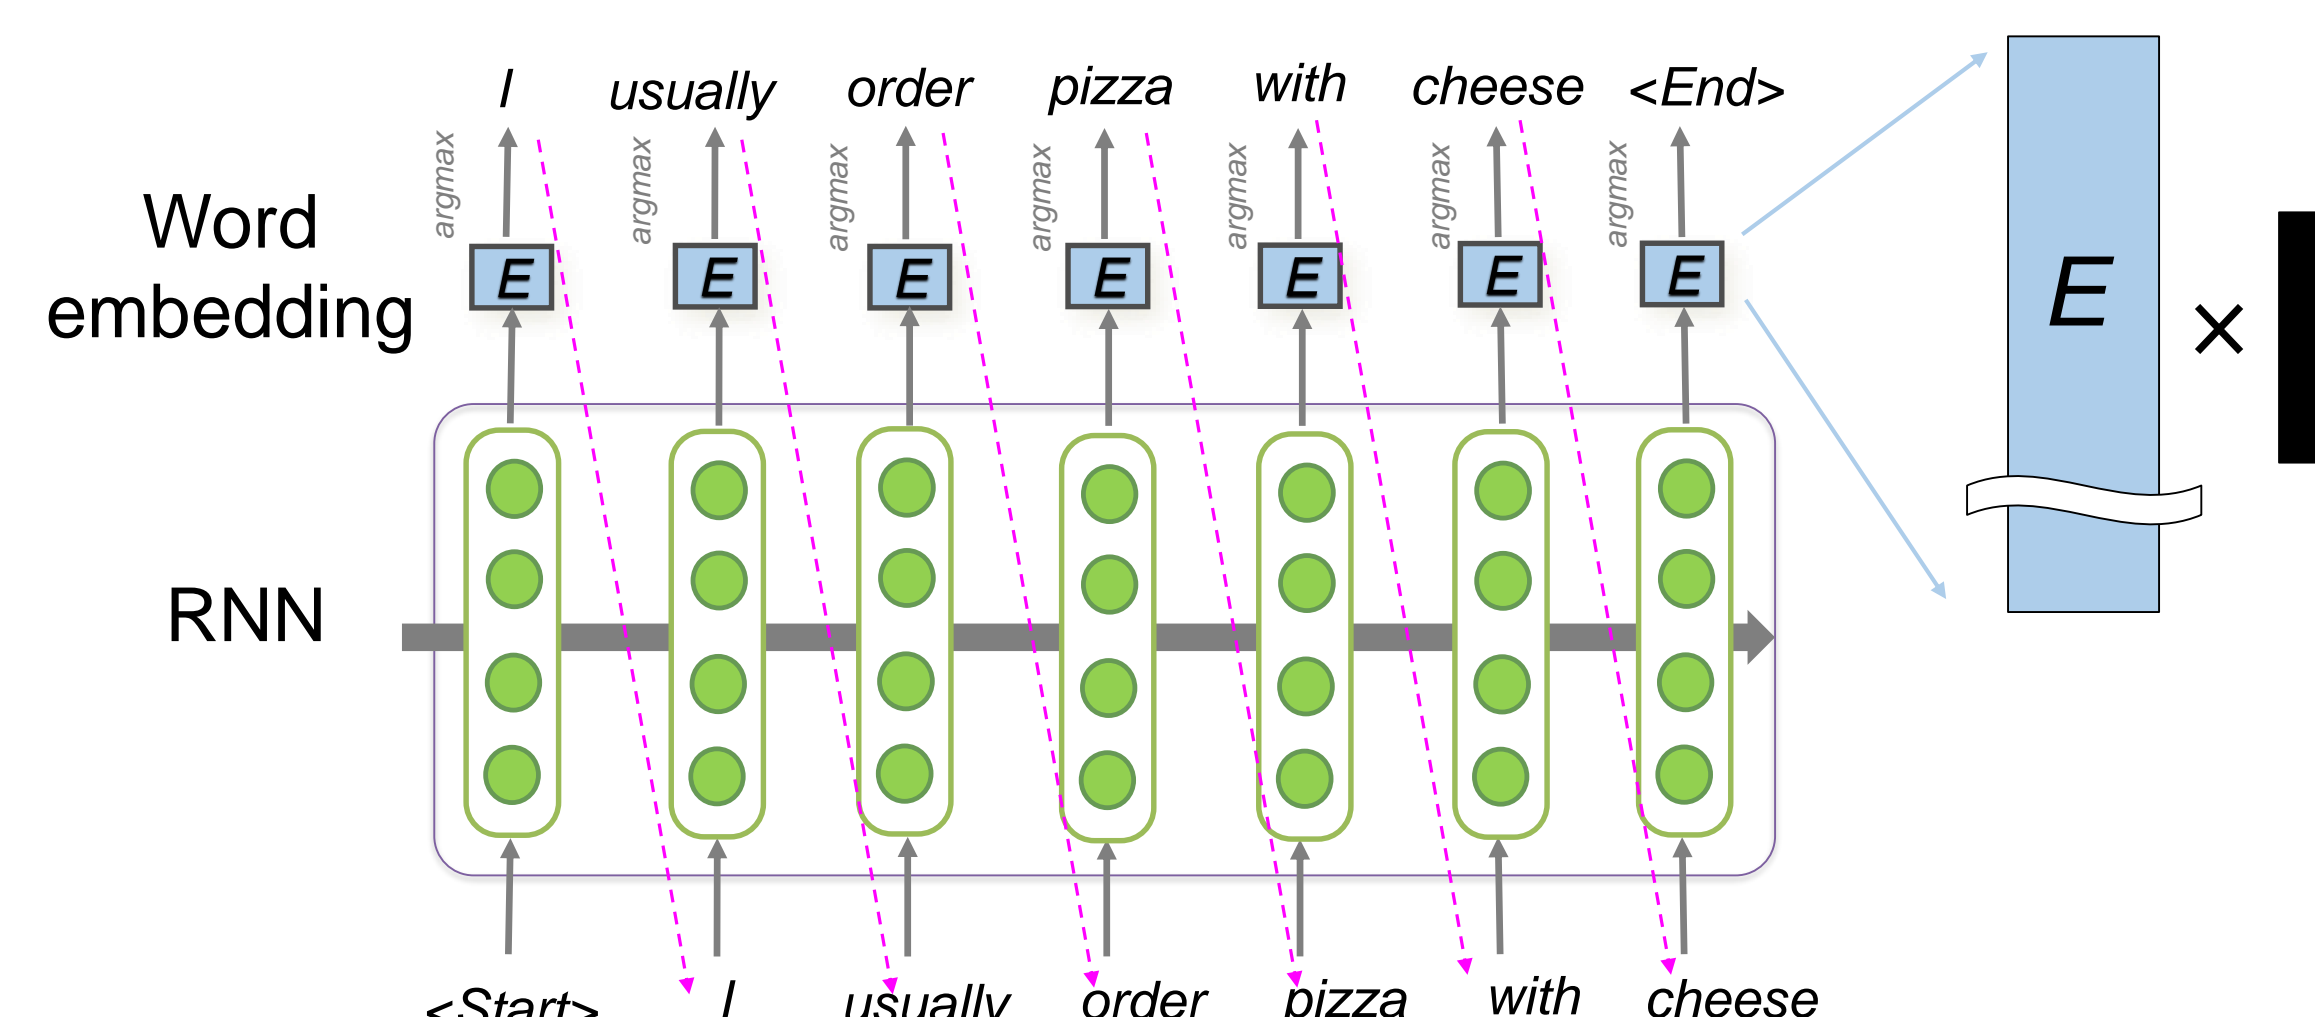 I usually order pizza with cheese <End>
argmax argmax argmax argmax argmax argmax argmax
Word
embedding
E E E E E E E
E ×
RNN
<Start> I usually order pizza with cheese